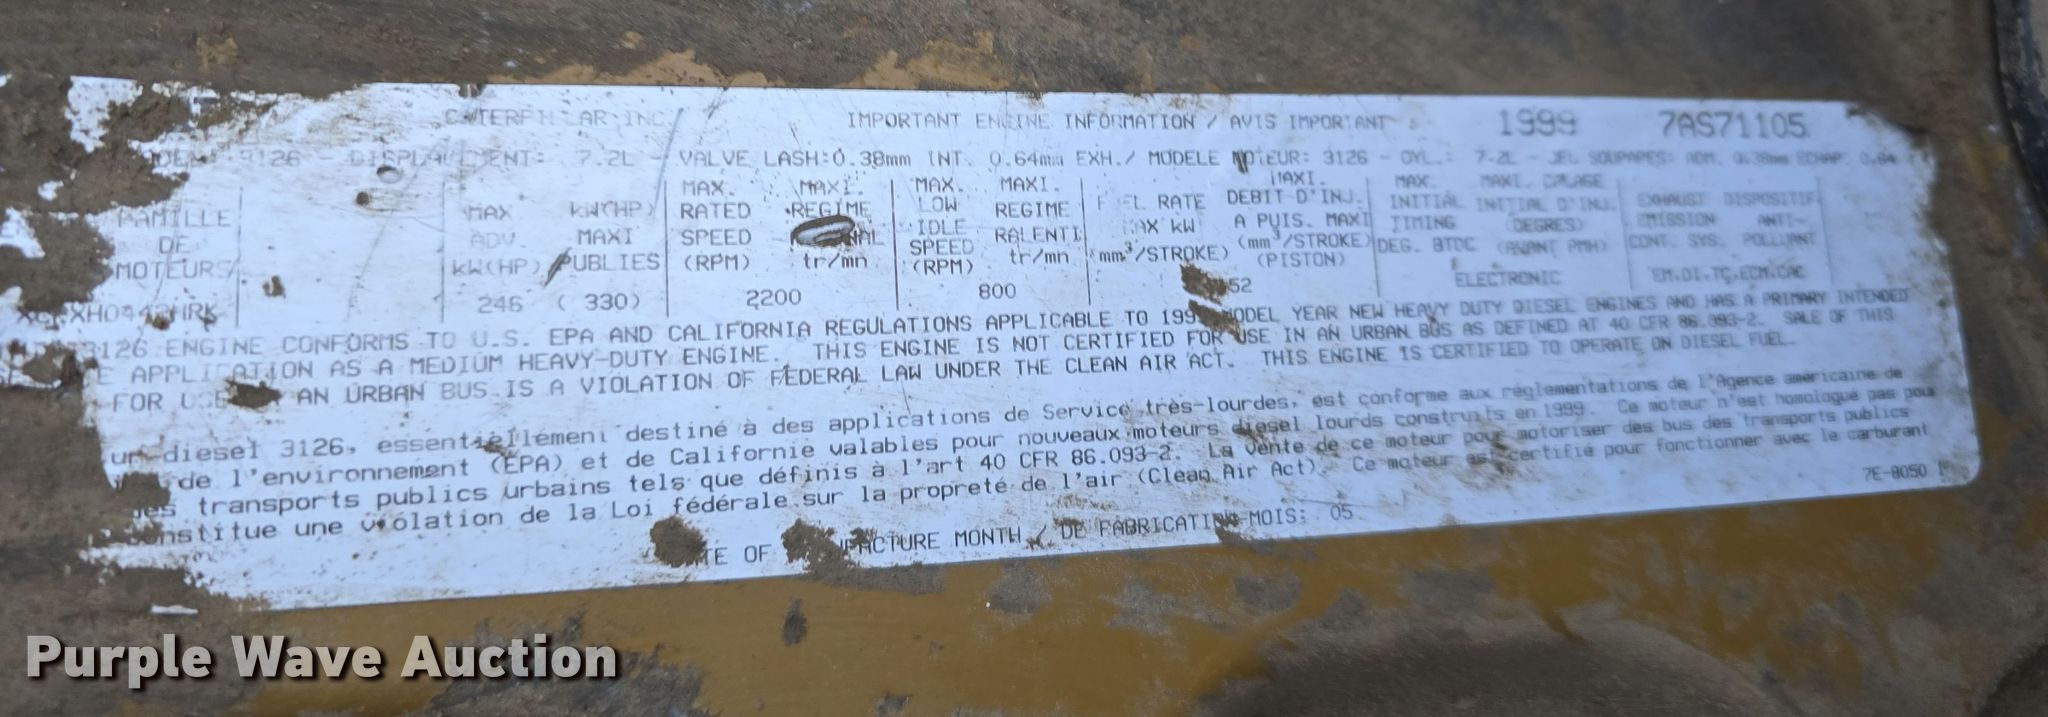 CATERPILLAR INC. IMPORTANT ENGINE INFORMATION / AVIS IMPORTANT 1999 7AS71105
3126 - DISPLACEMENT: 7.2L - VALVE LASH:0.38mm INT. 0.64mm EXH./ MODELE MOTEUR: 3126 - CYL.: 7.2L - JEL SOUPAPES: ADM. 0.38mm ECHAP. 0.64
FAMILLE DE MOTEURS
MAX ADV. kW(HP)
kW(HP) MAXI PUBLIES
MAX. RATED SPEED (RPM)
MAXI. REGIME tr/mn
MAX. LOW IDLE SPEED (RPM)
MAXI. REGIME RALENTI tr/mn
FUEL RATE MAX kW (mm³/STROKE)
MAXI. DEBIT D'INJ. A PUIS. MAXI (mm³/STROKE) (PISTON)
MAX. INITIAL TIMING DEG. BTDC
MAXI. CALAGE INITIAL D'INJ. (DEGRES) (AVANT PMH)
EXHAUST EMISSION CONT. SYS.
DISPOSITIF ANTI-POLLUANT
246 ( 330) 2200 800 52 ELECTRONIC EM.DI.TC.ECM.CAC
3126 ENGINE CONFORMS TO U.S. EPA AND CALIFORNIA REGULATIONS APPLICABLE TO 199 MODEL YEAR NEW HEAVY DUTY DIESEL ENGINES AND HAS A PRIMARY INTENDED
E APPLICATION AS A MEDIUM HEAVY-DUTY ENGINE. THIS ENGINE IS NOT CERTIFIED FOR USE IN AN URBAN BUS AS DEFINED AT 40 CFR 86.093-2. SALE OF THIS
FOR USE AN URBAN BUS IS A VIOLATION OF FEDERAL LAW UNDER THE CLEAN AIR ACT. THIS ENGINE IS CERTIFIED TO OPERATE ON DIESEL FUEL.
ur diesel 3126, essentiellement destiné à des applications de Service très-lourdes, est conforme aux réglementations de l'Agence américaine de
de l'environnement (EPA) et de Californie valables pour nouveaux moteurs diesel lourds construits en 1999. Ce moteur n'est homologué pas pour
des transports publics urbains tels que définis à l'art 40 CFR 86.093-2. La vente de ce moteur pour motoriser des bus des transports publics
constitue une violation de la Loi fédérale sur la propreté de l'air (Clean Air Act). Ce moteur est certifié pour fonctionner avec le carburant
7E-8050
DATE OF MANUFACTURE MONTH / DE FABRICATION-MOIS: 05
Purple Wave Auction